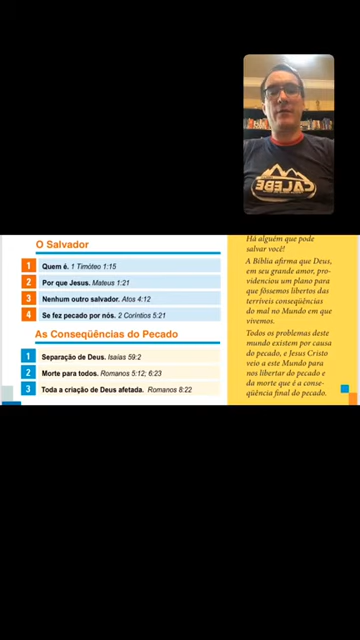 CALEBE
O Salvador
1 Quem é. 1 Timóteo 1:15
2 Por que Jesus. Mateus 1:21
3 Nenhum outro salvador. Atos 4:12
4 Se fez pecado por nós. 2 Coríntios 5:21
As Conseqüências do Pecado
1 Separação de Deus. Isaías 59:2
2 Morte para todos. Romanos 5:12; 6:23
3 Toda a criação de Deus afetada. Romanos 8:22
Há alguém que pode
salvar você!
A Bíblia afirma que Deus,
em seu grande amor, pro-
videnciou um plano para
que fôssemos libertos das
terríveis conseqüências
do mal no Mundo em que
vivemos.
Todos os problemas deste
mundo existem por causa
do pecado, e Jesus Cristo
veio a este Mundo para
nos libertar do pecado e
da morte que é a conse-
qüência final do pecado.